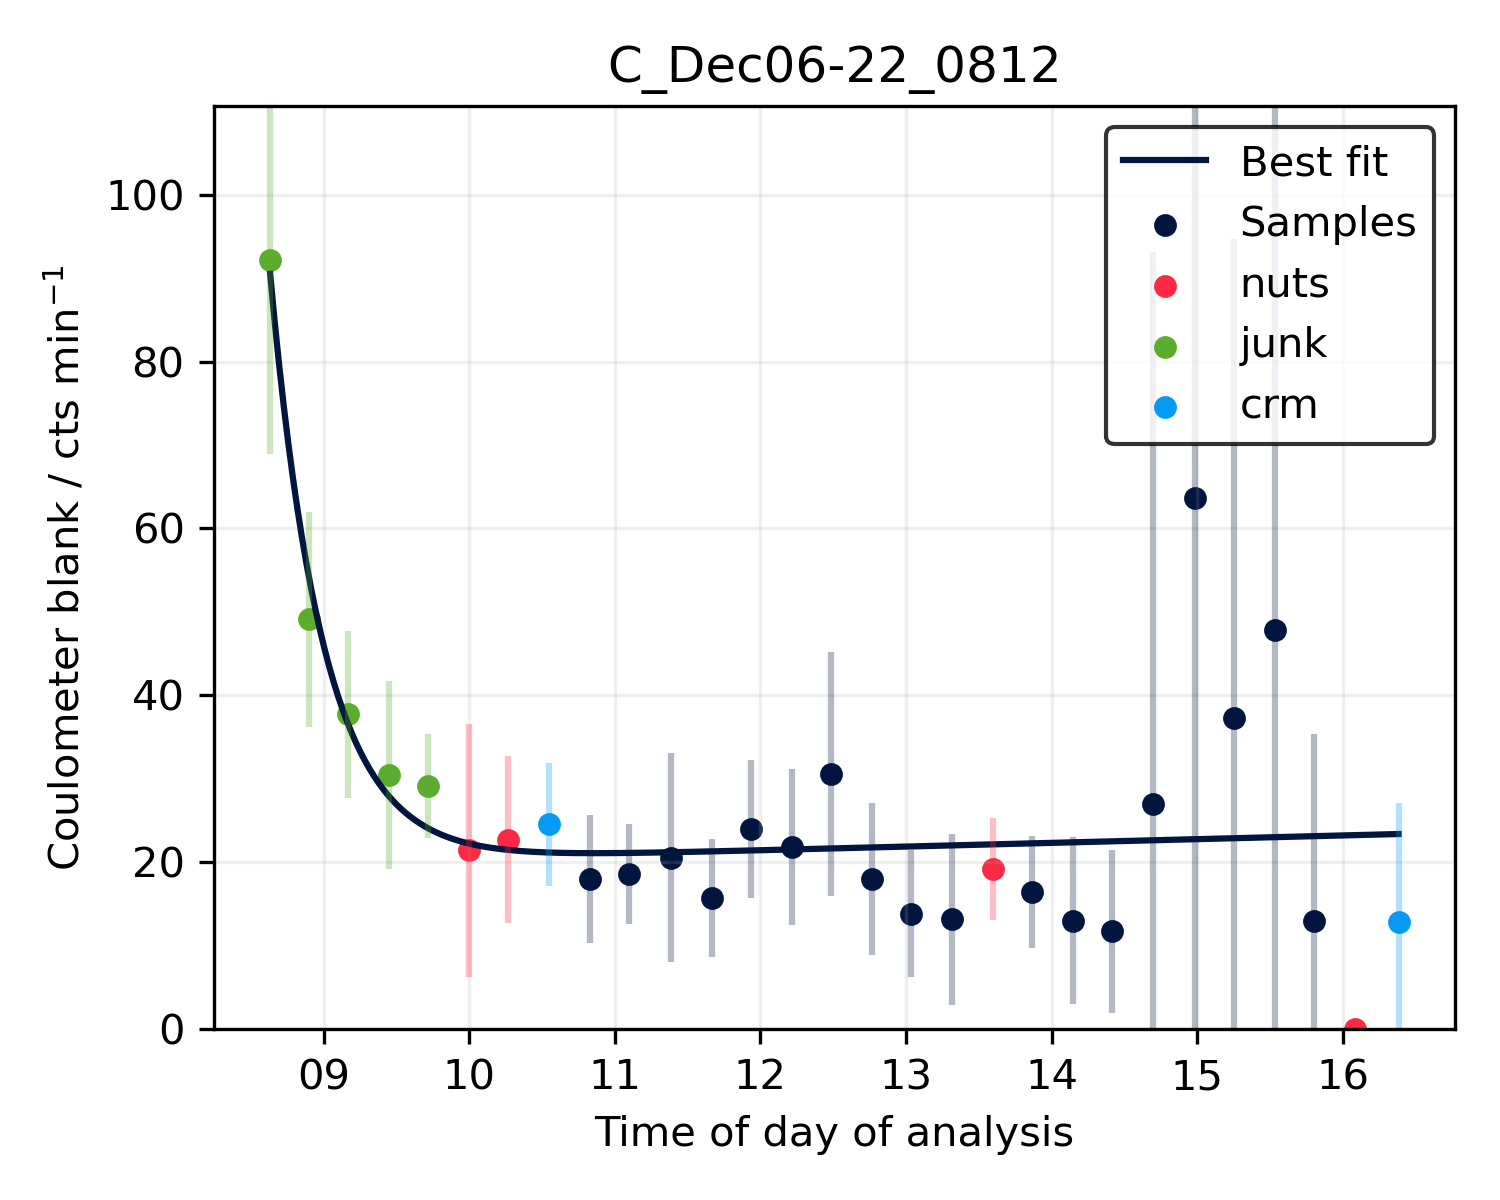 C_Dec06-22_0812
Coulometer blank / cts min⁻¹
100
80
60
40
20
0
Best fit
Samples
nuts
junk
crm
09 10 11 12 13 14 15 16
Time of day of analysis